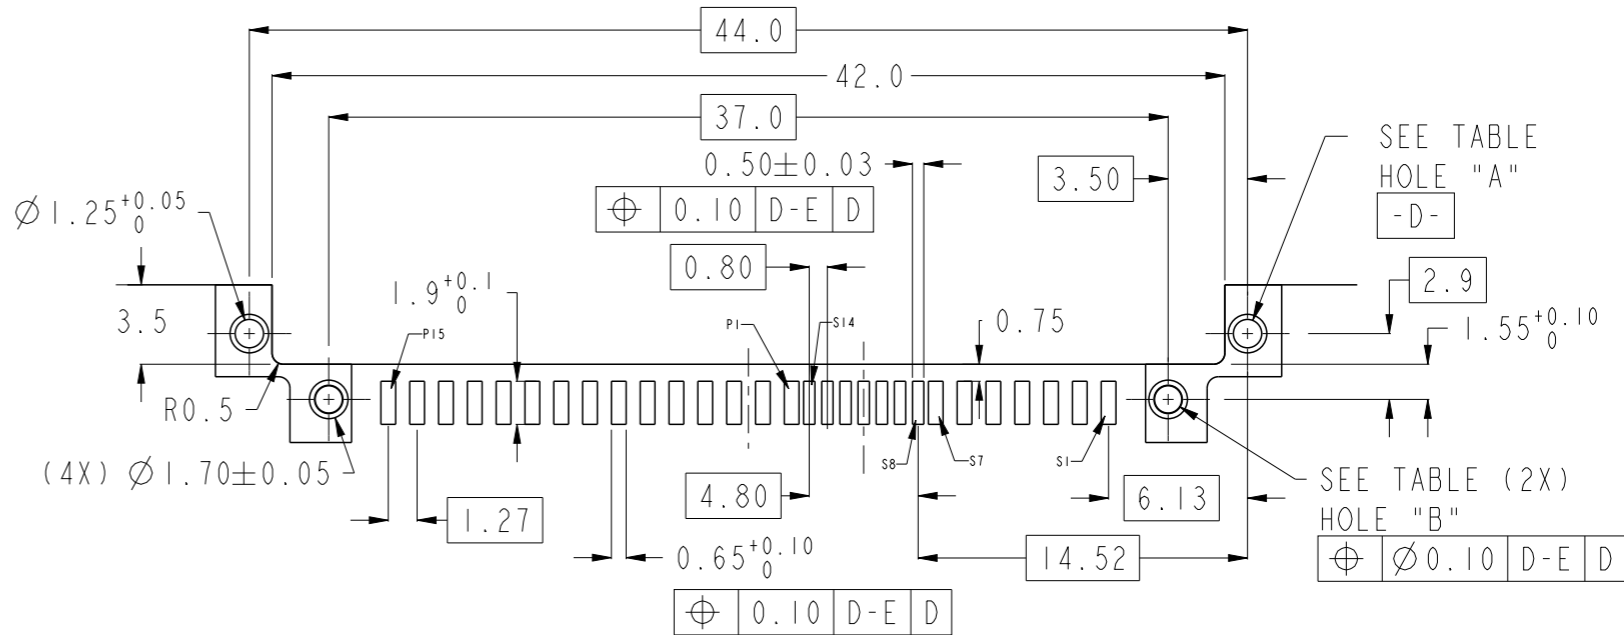 44.0
42.0
37.0
0.50±0.03
⌖ 0.10 D-E D
3.50
SEE TABLE
HOLE "A"
-D-
Ø1.25 +0.05 0
0.80
2.9
3.5
1.9 +0.1 0
P15
P1
S14
0.75
1.55 +0.10 0
R0.5
S8
S7
S1
(4X) Ø1.70±0.05
4.80
6.13
SEE TABLE (2X)
HOLE "B"
⌖ Ø0.10 D-E D
1.27
0.65 +0.10 0
14.52
⌖ 0.10 D-E D